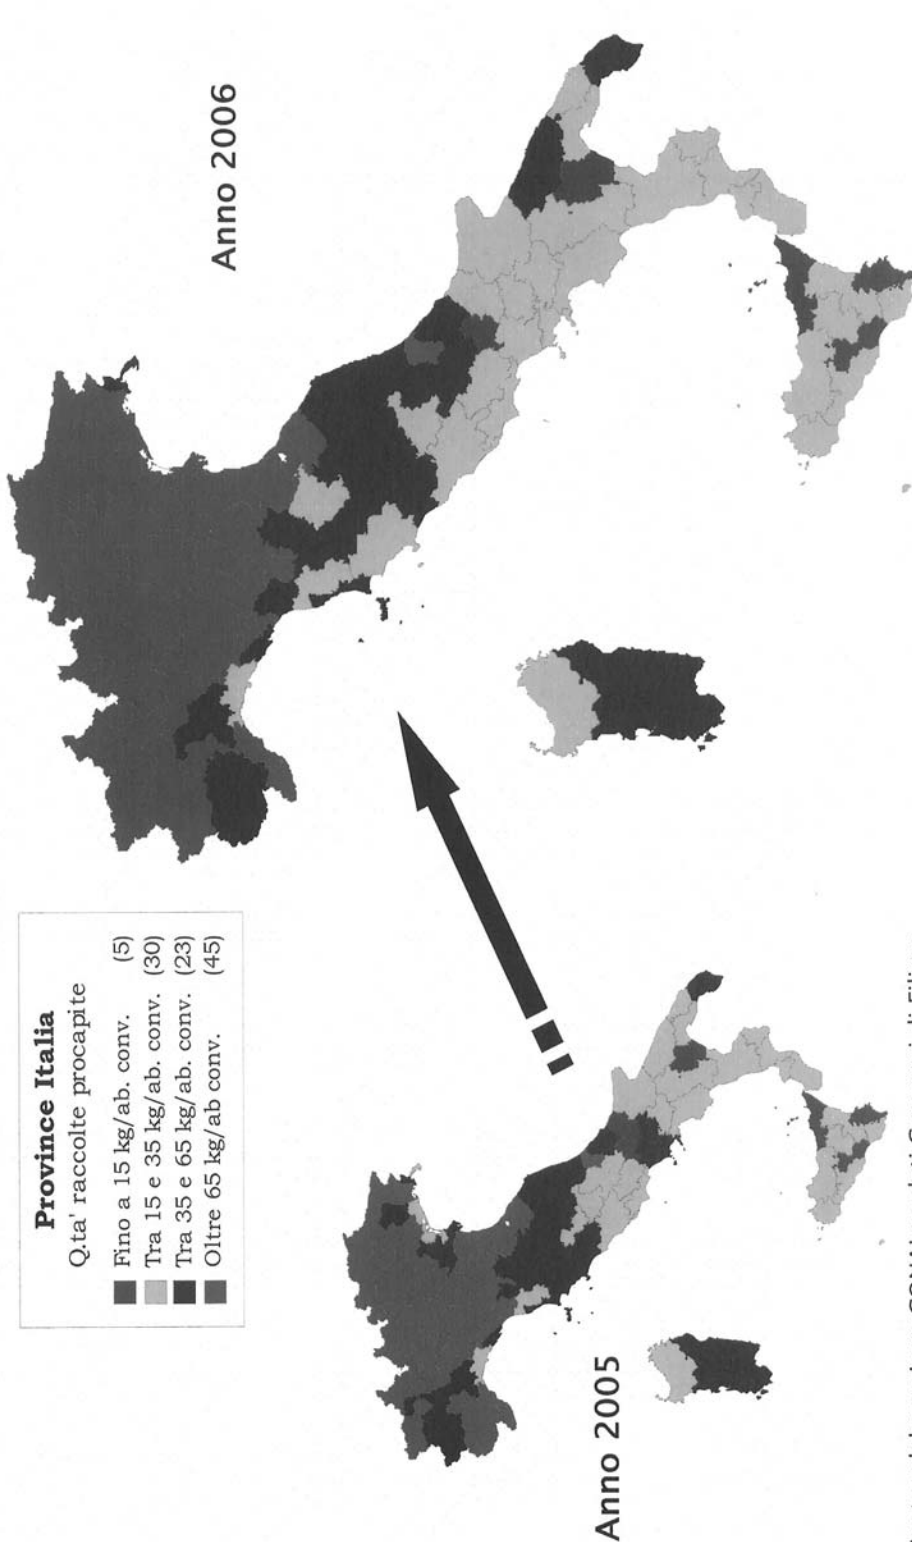 Anno 2006
Province Italia
Q.ta' raccolte procapite
Fino a 15 kg/ab. conv. (5)
Tra 15 e 35 kg/ab. conv. (30)
Tra 35 e 65 kg/ab. conv. (23)
Oltre 65 kg/ab conv. (45)
Anno 2005